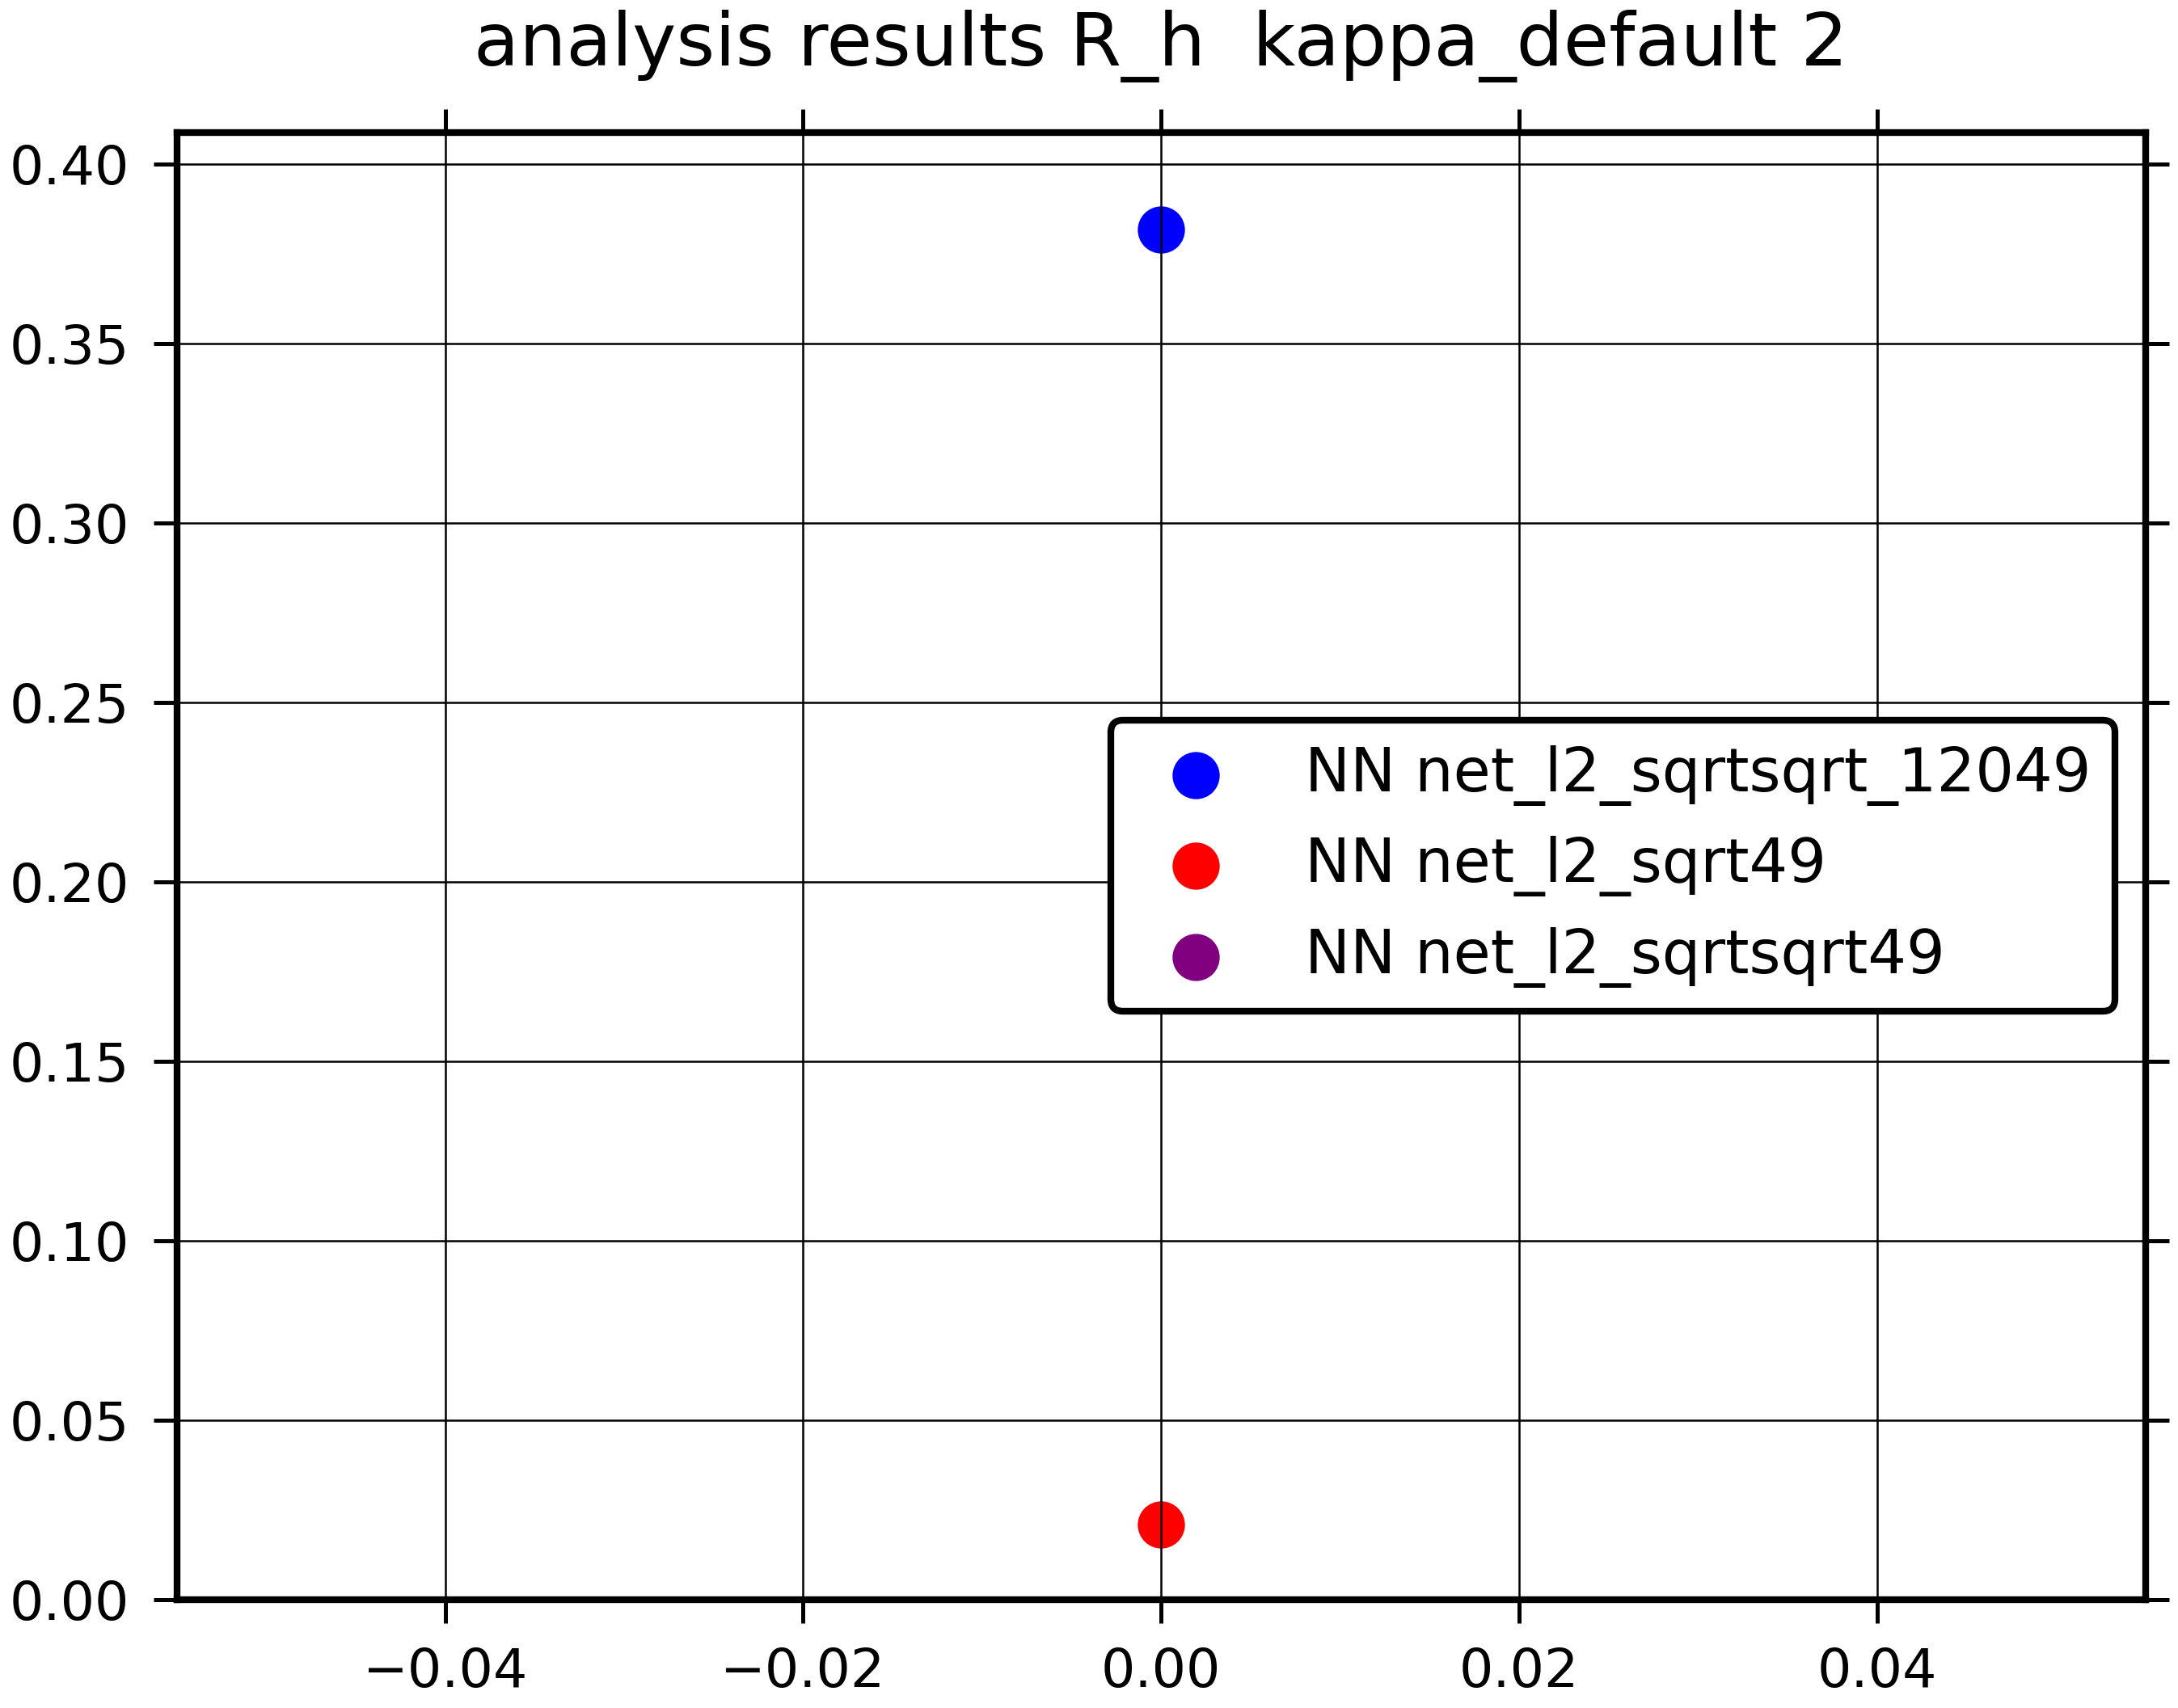 analysis results R_h  kappa_default 2
0.40
0.35
0.30
0.25
0.20
0.15
0.10
0.05
0.00
NN net_l2_sqrtsqrt_12049
NN net_l2_sqrt49
NN net_l2_sqrtsqrt49
−0.04 −0.02 0.00 0.02 0.04